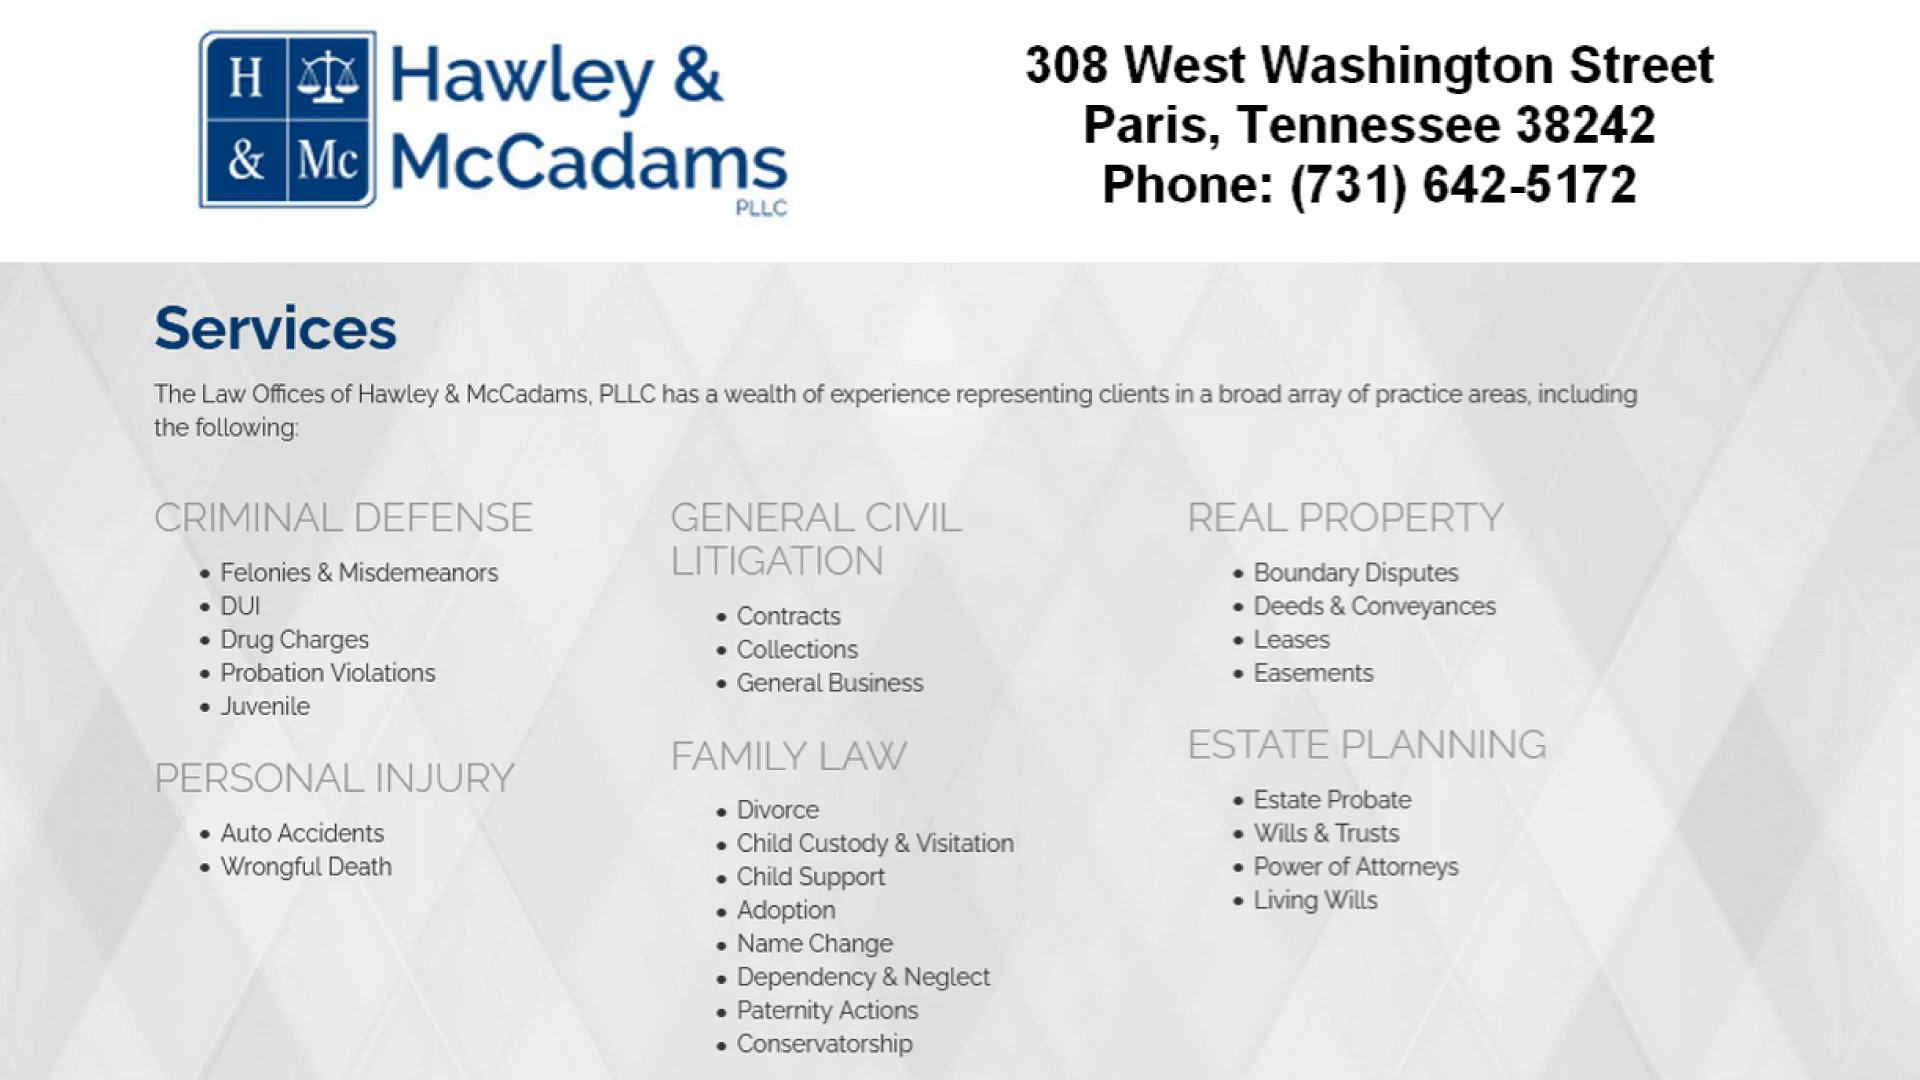 H
& Mc
Hawley &
McCadams
PLLC
308 West Washington Street
Paris, Tennessee 38242
Phone: (731) 642-5172
Services
The Law Offices of Hawley & McCadams, PLLC has a wealth of experience representing clients in a broad array of practice areas, including
the following:
CRIMINAL DEFENSE
• Felonies & Misdemeanors
• DUI
• Drug Charges
• Probation Violations
• Juvenile
PERSONAL INJURY
• Auto Accidents
• Wrongful Death
GENERAL CIVIL
LITIGATION
• Contracts
• Collections
• General Business
FAMILY LAW
• Divorce
• Child Custody & Visitation
• Child Support
• Adoption
• Name Change
• Dependency & Neglect
• Paternity Actions
• Conservatorship
REAL PROPERTY
• Boundary Disputes
• Deeds & Conveyances
• Leases
• Easements
ESTATE PLANNING
• Estate Probate
• Wills & Trusts
• Power of Attorneys
• Living Wills